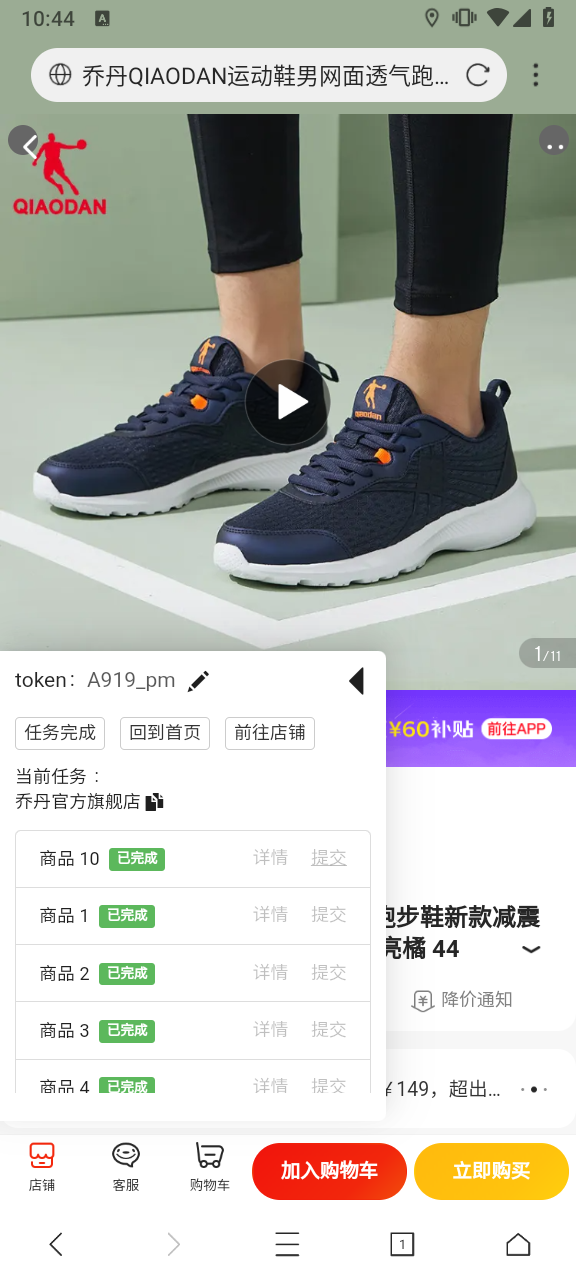 10:44 A
乔丹QIAODAN运动鞋男网面透气跑...
QIAODAN
qiaodan
1/11
token: A919_pm
¥60补贴 前往APP
任务完成 回到首页 前往店铺
当前任务：
乔丹官方旗舰店
商品 10 已完成 详情 提交
商品 1 已完成 详情 提交
步鞋新款减震
亮橘 44
商品 2 已完成 详情 提交
降价通知
商品 3 已完成 详情 提交
商品 4 已完成 详情 提交
¥149，超出...
店铺 客服 购物车 加入购物车 立即购买
1